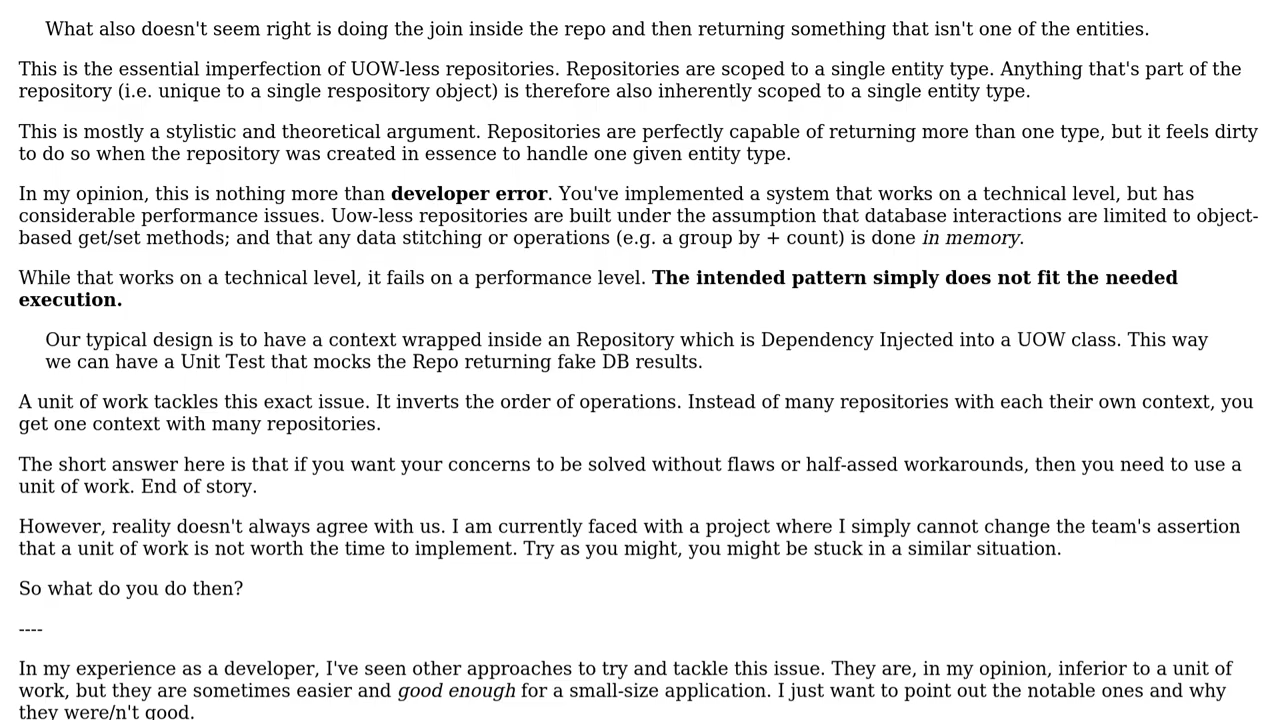 What also doesn't seem right is doing the join inside the repo and then returning something that isn't one of the entities.
This is the essential imperfection of UOW-less repositories. Repositories are scoped to a single entity type. Anything that's part of the
repository (i.e. unique to a single respository object) is therefore also inherently scoped to a single entity type.
This is mostly a stylistic and theoretical argument. Repositories are perfectly capable of returning more than one type, but it feels dirty
to do so when the repository was created in essence to handle one given entity type.
In my opinion, this is nothing more than developer error. You've implemented a system that works on a technical level, but has
considerable performance issues. Uow-less repositories are built under the assumption that database interactions are limited to object-
based get/set methods; and that any data stitching or operations (e.g. a group by + count) is done in memory.
While that works on a technical level, it fails on a performance level. The intended pattern simply does not fit the needed
execution.
Our typical design is to have a context wrapped inside an Repository which is Dependency Injected into a UOW class. This way
we can have a Unit Test that mocks the Repo returning fake DB results.
A unit of work tackles this exact issue. It inverts the order of operations. Instead of many repositories with each their own context, you
get one context with many repositories.
The short answer here is that if you want your concerns to be solved without flaws or half-assed workarounds, then you need to use a
unit of work. End of story.
However, reality doesn't always agree with us. I am currently faced with a project where I simply cannot change the team's assertion
that a unit of work is not worth the time to implement. Try as you might, you might be stuck in a similar situation.
So what do you do then?
----
In my experience as a developer, I've seen other approaches to try and tackle this issue. They are, in my opinion, inferior to a unit of
work, but they are sometimes easier and good enough for a small-size application. I just want to point out the notable ones and why
they were/n't good.